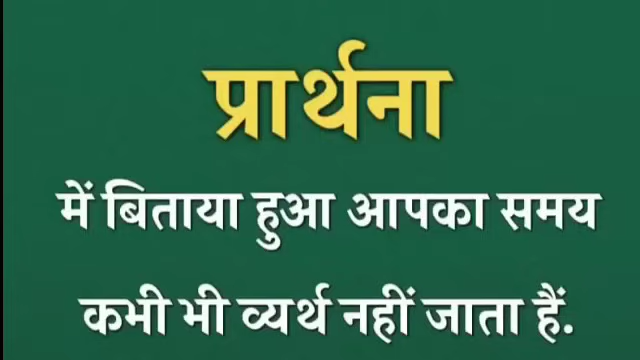 प्रार्थना
में बिताया हुआ आपका समय
कभी भी व्यर्थ नहीं जाता हैं.